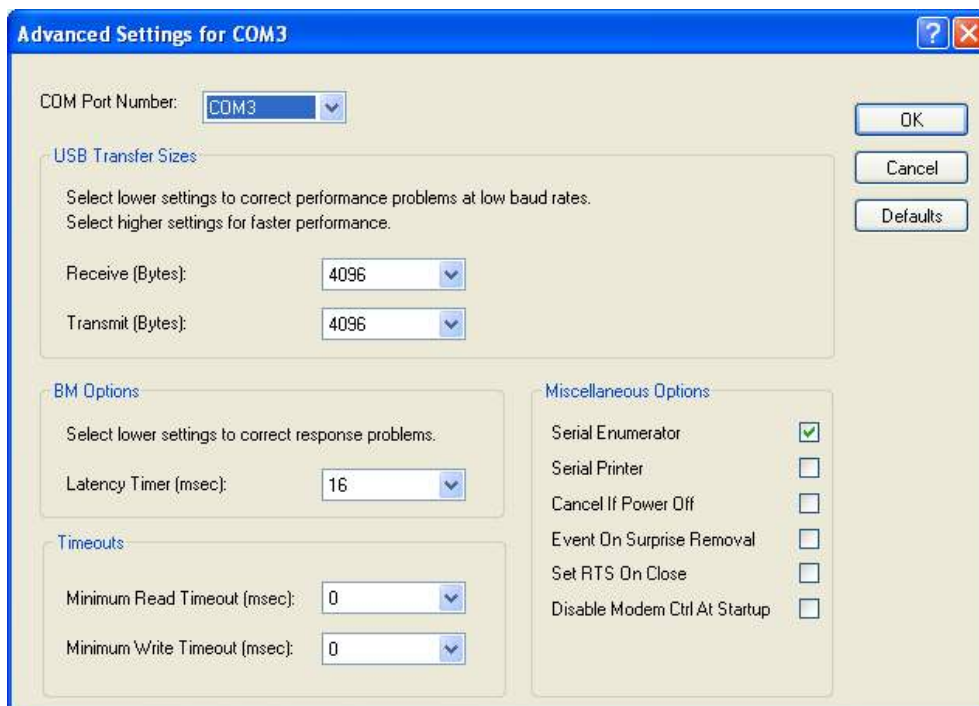 Advanced Settings for COM3
COM Port Number: COM3
OK
USB Transfer Sizes
Cancel
Select lower settings to correct performance problems at low baud rates.
Select higher settings for faster performance.
Defaults
Receive (Bytes): 4096
Transmit (Bytes): 4096
BM Options
Select lower settings to correct response problems.
Latency Timer (msec): 16
Timeouts
Minimum Read Timeout (msec): 0
Minimum Write Timeout (msec): 0
Miscellaneous Options
Serial Enumerator
Serial Printer
Cancel If Power Off
Event On Surprise Removal
Set RTS On Close
Disable Modem Ctrl At Startup